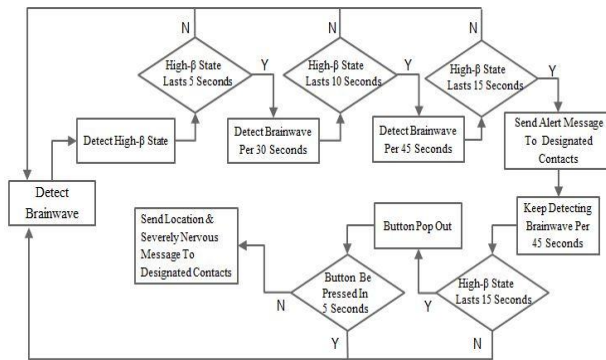 N
N
N
High-β State
Lasts 5 Seconds
Y
High-β State
Lasts 10 Seconds
Y
High-β State
Lasts 15 Seconds
Y
Detect High-β State
Detect Brainwave
Per 30 Seconds
Detect Brainwave
Per 45 Seconds
Send Alert Message
To Designated
Contacts
Detect
Brainwave
Send Location &
Severely Nervous
Message To
Designated Contacts
Button Pop Out
Keep Detecting
Brainwave Per
45 Seconds
Button Be
Pressed In
5 Seconds
N
Y
High-β State
Lasts 15 Seconds
Y
N